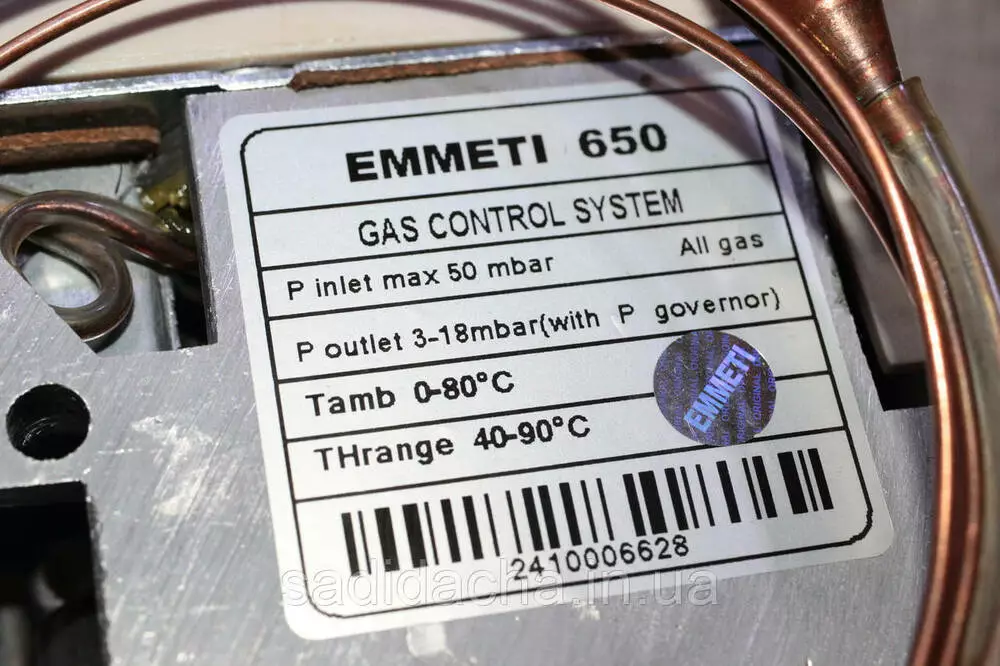 EMMETI 650
GAS CONTROL SYSTEM
P inlet max 50 mbar All gas
P outlet 3-18mbar(with P governor)
Tamb 0-80°C
EMMETI
ORIGINAL
THrange 40-90°C
2410006628
sadidacha.in.ua